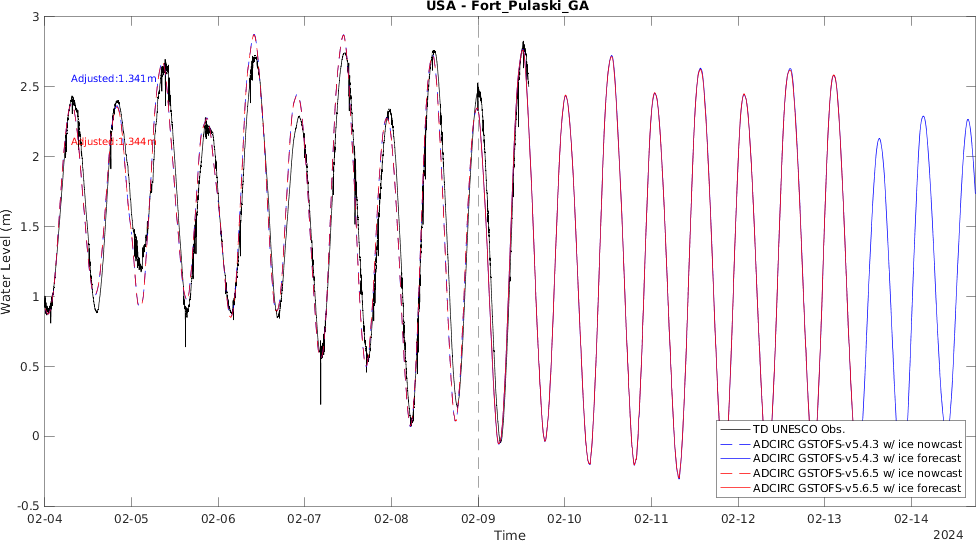 USA - Fort_Pulaski_GA
3
2.5
2
1.5
1
0.5
0
-0.5
Water Level (m)
Adjusted:1.341m
Adjusted:1.344m
TD UNESCO Obs.
ADCIRC GSTOFS-v5.4.3 w/ ice nowcast
ADCIRC GSTOFS-v5.4.3 w/ ice forecast
ADCIRC GSTOFS-v5.6.5 w/ ice nowcast
ADCIRC GSTOFS-v5.6.5 w/ ice forecast
02-04 02-05 02-06 02-07 02-08 02-09 02-10 02-11 02-12 02-13 02-14
Time
2024